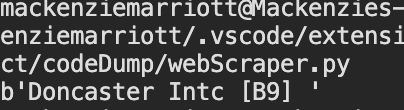 mackenziemarriott@Mackenzies-
enziemarriott/.vscode/extensi
ct/codeDump/webScraper.py
b'Doncaster Intc [B9] '